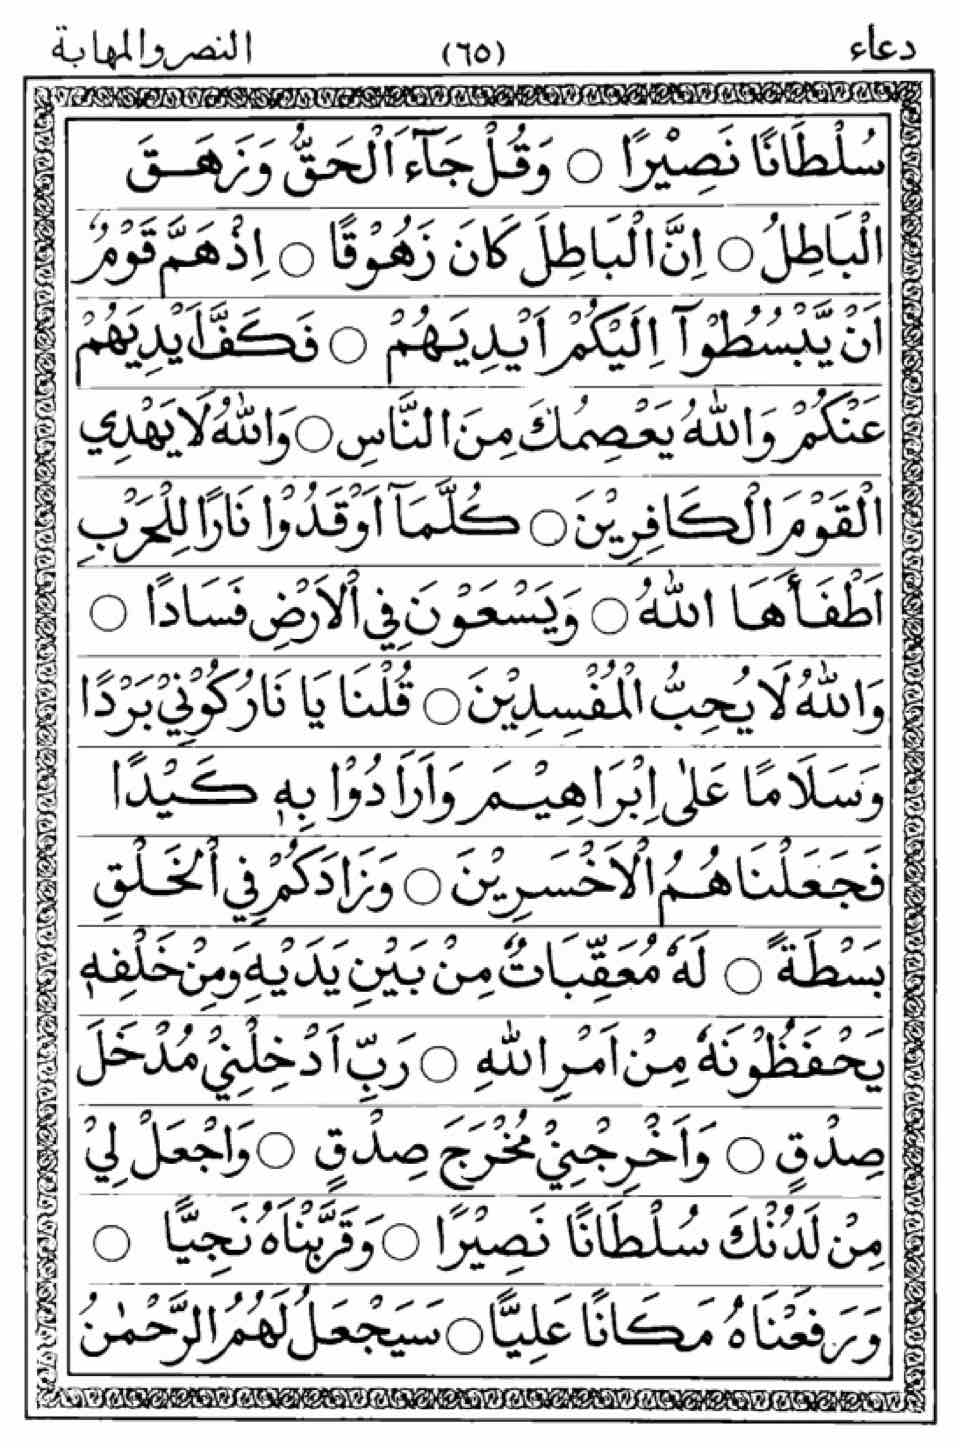 دعاء (٦٥) النصر والمهابة
سُلْطَانًا نَصِيْرًا ○ وَقُلْ جَآءَ الْحَقُّ وَزَهَقَ
الْبَاطِلُ ○ اِنَّ الْبَاطِلَ كَانَ زَهُوْقًا ○ اِذْ هَمَّ قَوْمٌ
اَنْ يَّبْسُطُوْآ اِلَيْكُمْ اَيْدِيَهُمْ ○ فَكَفَّ اَيْدِيَهُمْ
عَنْكُمْ وَاللّٰهُ يَعْصِمُكَ مِنَ النَّاسِ ○ وَاللّٰهُ لَا يَهْدِي
الْقَوْمَ الْكَافِرِيْنَ ○ كُلَّمَآ اَوْقَدُوْا نَارًا لِلْحَرْبِ
اَطْفَأَهَا اللّٰهُ ○ وَيَسْعَوْنَ فِي الْاَرْضِ فَسَادًا ○
وَاللّٰهُ لَا يُحِبُّ الْمُفْسِدِيْنَ ○ قُلْنَا يَا نَارُ كُوْنِيْ بَرْدًا
وَسَلَامًا عَلٰى اِبْرَاهِيْمَ وَاَرَادُوْا بِهٖ كَيْدًا
فَجَعَلْنَاهُمُ الْاَخْسَرِيْنَ ○ وَزَادَكُمْ فِي الْخَلْقِ
بَسْطَةً ○ لَهٗ مُعَقِّبَاتٌ مِنْ بَيْنِ يَدَيْهِ وَمِنْ خَلْفِهٖ
يَحْفَظُوْنَهٗ مِنْ اَمْرِ اللّٰهِ ○ رَبِّ اَدْخِلْنِيْ مُدْخَلَ
صِدْقٍ ○ وَاَخْرِجْنِيْ مُخْرَجَ صِدْقٍ ○ وَاجْعَلْ لِيْ
مِنْ لَدُنْكَ سُلْطَانًا نَصِيْرًا ○ وَقَرَّبْنَاهُ نَجِيًّا ○
وَرَفَعْنَاهُ مَكَانًا عَلِيًّا ○ سَيَجْعَلُ لَهُمُ الرَّحْمٰنُ